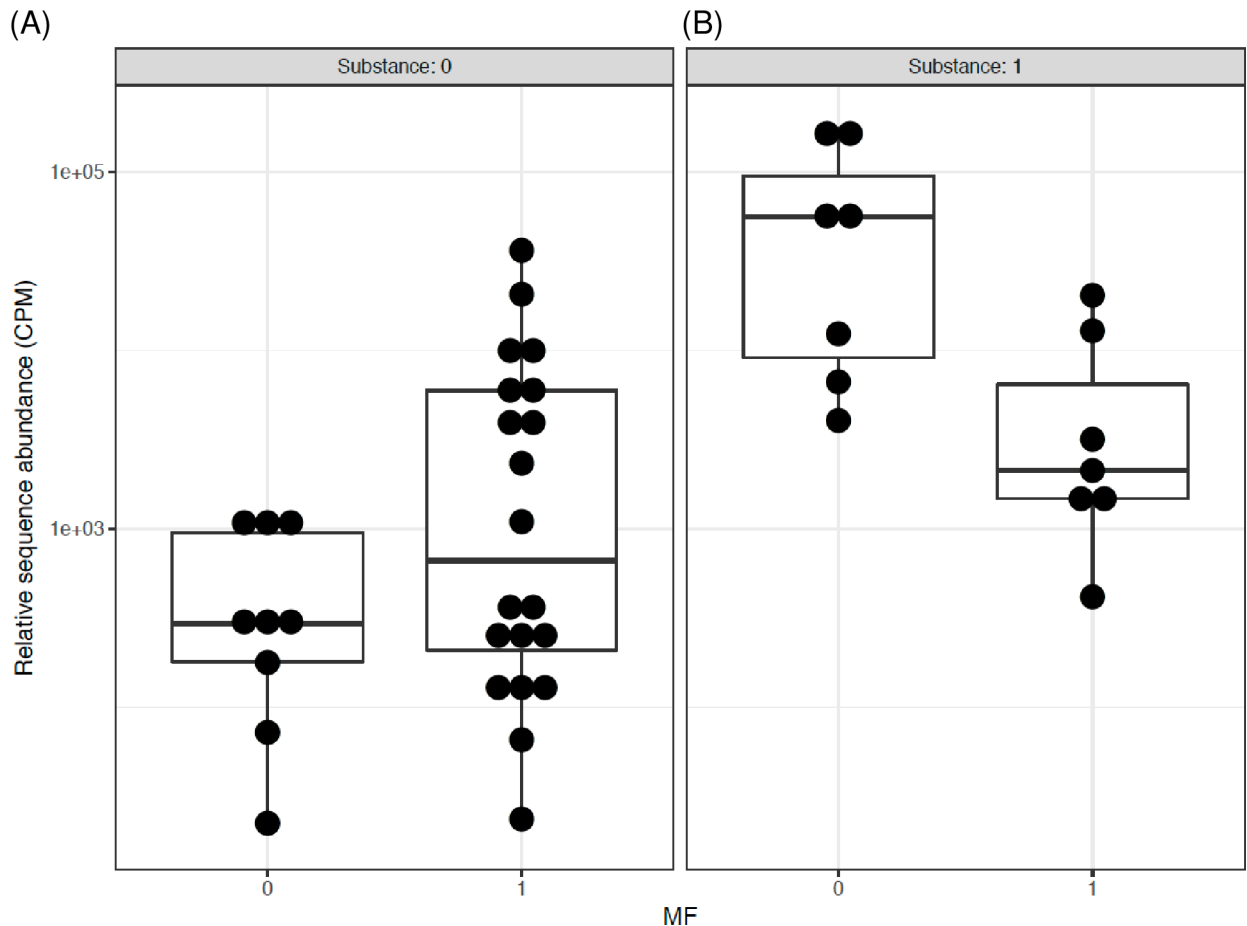 (A)
(B)
Substance: 0
Substance: 1
1e+05
1e+03
Relative sequence abundance (CPM)
0
1
0
1
MF